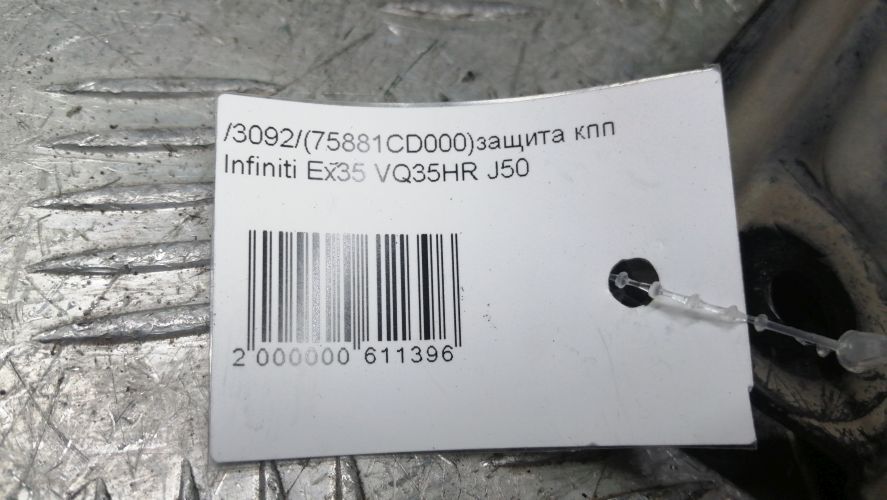 /3092/(75881CD000)защита кпп
Infiniti Ex35 VQ35HR J50
2 000000 611396